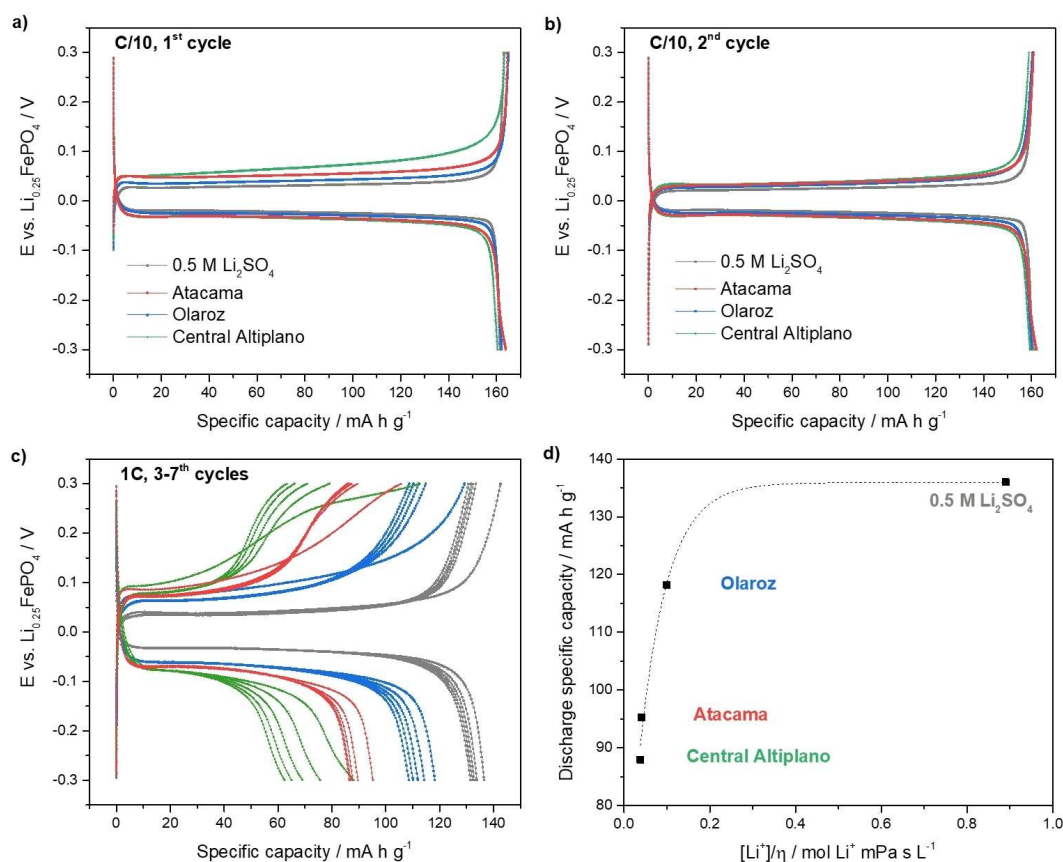 a)
C/10, 1st cycle
E vs. Li0.25FePO4 / V
0.3
0.2
0.1
0.0
-0.1
-0.2
-0.3
0.5 M Li2SO4
Atacama
Olaroz
Central Altiplano
0 20 40 60 80 100 120 140 160
Specific capacity / mA h g-1
b)
C/10, 2nd cycle
E vs. Li0.25FePO4 / V
0.3
0.2
0.1
0.0
-0.1
-0.2
-0.3
0.5 M Li2SO4
Atacama
Olaroz
Central Altiplano
0 20 40 60 80 100 120 140 160
Specific capacity / mA h g-1
c)
1C, 3-7th cycles
E vs. Li0.25FePO4 / V
0.3
0.2
0.1
0.0
-0.1
-0.2
-0.3
0 20 40 60 80 100 120 140
Specific capacity / mA h g-1
d)
Discharge specific capacity / mA h g-1
140
130
120
110
100
90
80
0.5 M Li2SO4
Olaroz
Atacama
Central Altiplano
0.0 0.2 0.4 0.6 0.8 1.0
[Li+]/η / mol Li+ mPa s L-1